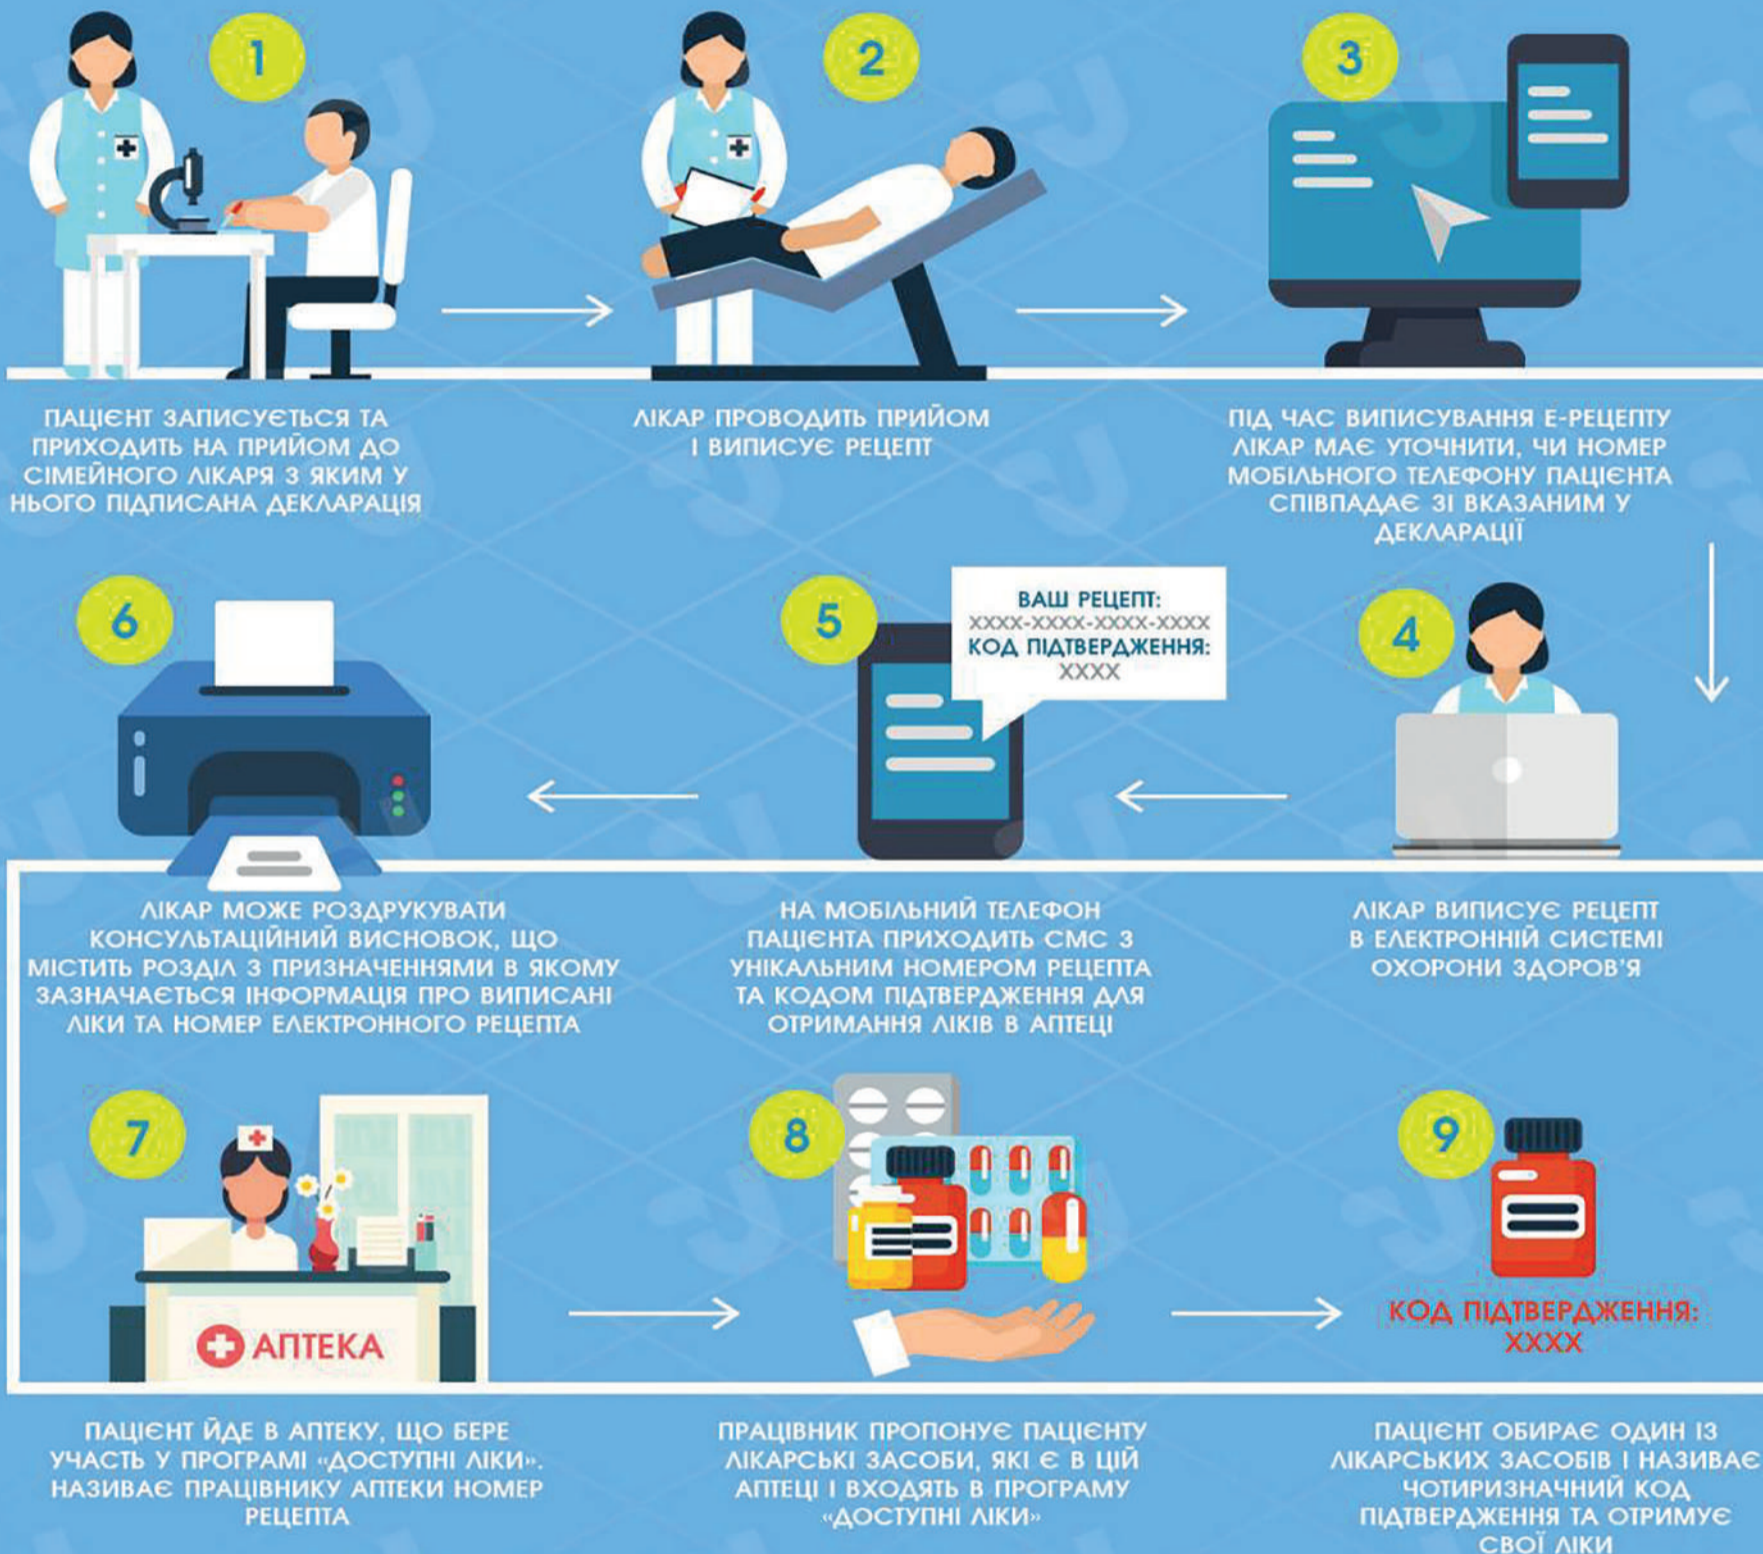 1
ПАЦІЄНТ ЗАПИСУЄТЬСЯ ТА
ПРИХОДИТЬ НА ПРИЙОМ ДО
СІМЕЙНОГО ЛІКАРЯ З ЯКИМ У
НЬОГО ПІДПИСАНА ДЕКЛАРАЦІЯ
2
ЛІКАР ПРОВОДИТЬ ПРИЙОМ
І ВИПИСУЄ РЕЦЕПТ
3
ПІД ЧАС ВИПИСУВАННЯ Е-РЕЦЕПТУ
ЛІКАР МАЄ УТОЧНИТИ, ЧИ НОМЕР
МОБІЛЬНОГО ТЕЛЕФОНУ ПАЦІЄНТА
СПІВПАДАЄ ЗІ ВКАЗАНИМ У
ДЕКЛАРАЦІЇ
4
ЛІКАР ВИПИСУЄ РЕЦЕПТ
В ЕЛЕКТРОННІЙ СИСТЕМІ
ОХОРОНИ ЗДОРОВ'Я
5
ВАШ РЕЦЕПТ:
XXXX-XXXX-XXXX-XXXX
КОД ПІДТВЕРДЖЕННЯ:
XXXX
НА МОБІЛЬНИЙ ТЕЛЕФОН
ПАЦІЄНТА ПРИХОДИТЬ СМС З
УНІКАЛЬНИМ НОМЕРОМ РЕЦЕПТА
ТА КОДОМ ПІДТВЕРДЖЕННЯ ДЛЯ
ОТРИМАННЯ ЛІКІВ В АПТЕЦІ
6
ЛІКАР МОЖЕ РОЗДРУКУВАТИ
КОНСУЛЬТАЦІЙНИЙ ВИСНОВОК, ЩО
МІСТИТЬ РОЗДІЛ З ПРИЗНАЧЕННЯМИ В ЯКОМУ
ЗАЗНАЧАЄТЬСЯ ІНФОРМАЦІЯ ПРО ВИПИСАНІ
ЛІКИ ТА НОМЕР ЕЛЕКТРОННОГО РЕЦЕПТА
7
АПТЕКА
ПАЦІЄНТ ЙДЕ В АПТЕКУ, ЩО БЕРЕ
УЧАСТЬ У ПРОГРАМІ «ДОСТУПНІ ЛІКИ».
НАЗИВАЄ ПРАЦІВНИКУ АПТЕКИ НОМЕР
РЕЦЕПТА
8
ПРАЦІВНИК ПРОПОНУЄ ПАЦІЄНТУ
ЛІКАРСЬКІ ЗАСОБИ, ЯКІ Є В ЦІЙ
АПТЕЦІ І ВХОДЯТЬ В ПРОГРАМУ
«ДОСТУПНІ ЛІКИ»
9
КОД ПІДТВЕРДЖЕННЯ:
XXXX
ПАЦІЄНТ ОБИРАЄ ОДИН ІЗ
ЛІКАРСЬКИХ ЗАСОБІВ І НАЗИВАЄ
ЧОТИРИЗНАЧНИЙ КОД
ПІДТВЕРДЖЕННЯ ТА ОТРИМУЄ
СВОЇ ЛІКИ